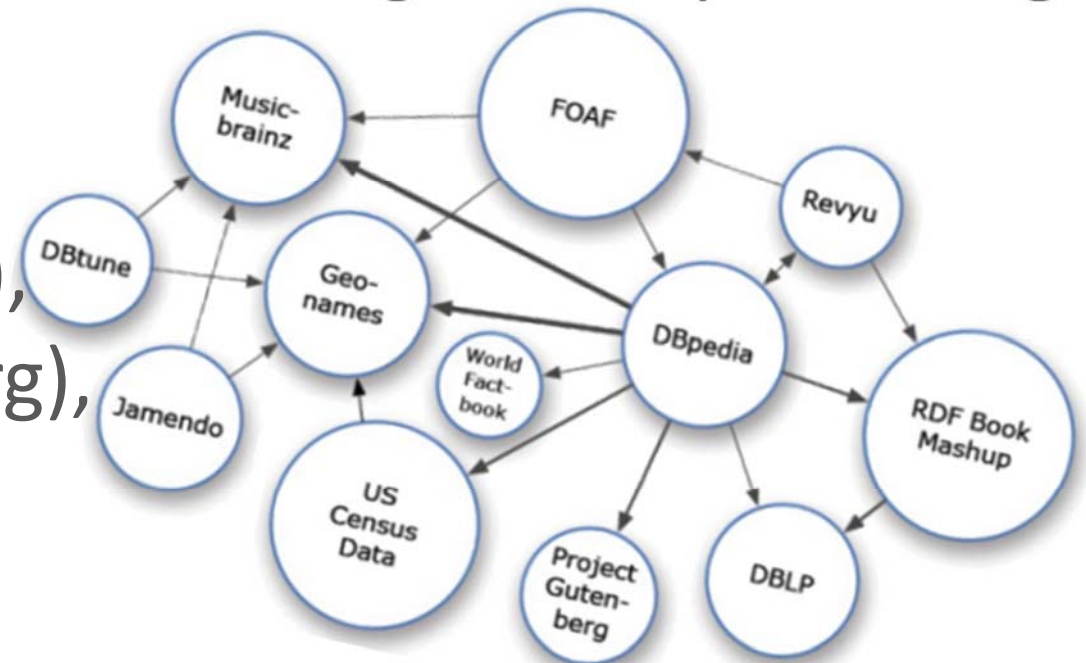 Music-
brainz
FOAF
Revyu
DBtune
Geo-
names
DBpedia
),
World
Fact-
book
rg),
Jamendo
RDF Book
Mashup
US
Census
Data
Project
Guten-
berg
DBLP